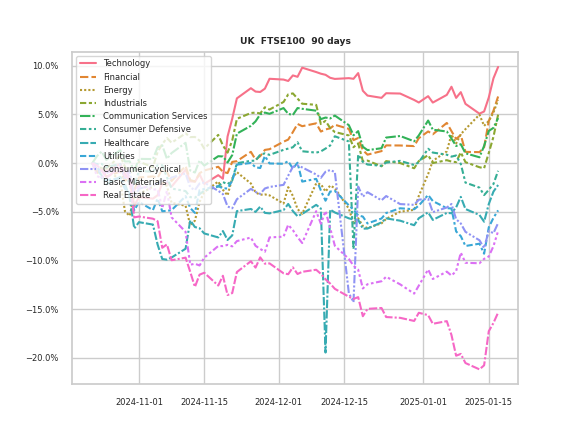 UK  FTSE100  90 days
10.0%
5.0%
0.0%
−5.0%
−10.0%
−15.0%
−20.0%
Technology
Financial
Energy
Industrials
Communication Services
Consumer Defensive
Healthcare
Utilities
Consumer Cyclical
Basic Materials
Real Estate
2024-11-01
2024-11-15
2024-12-01
2024-12-15
2025-01-01
2025-01-15